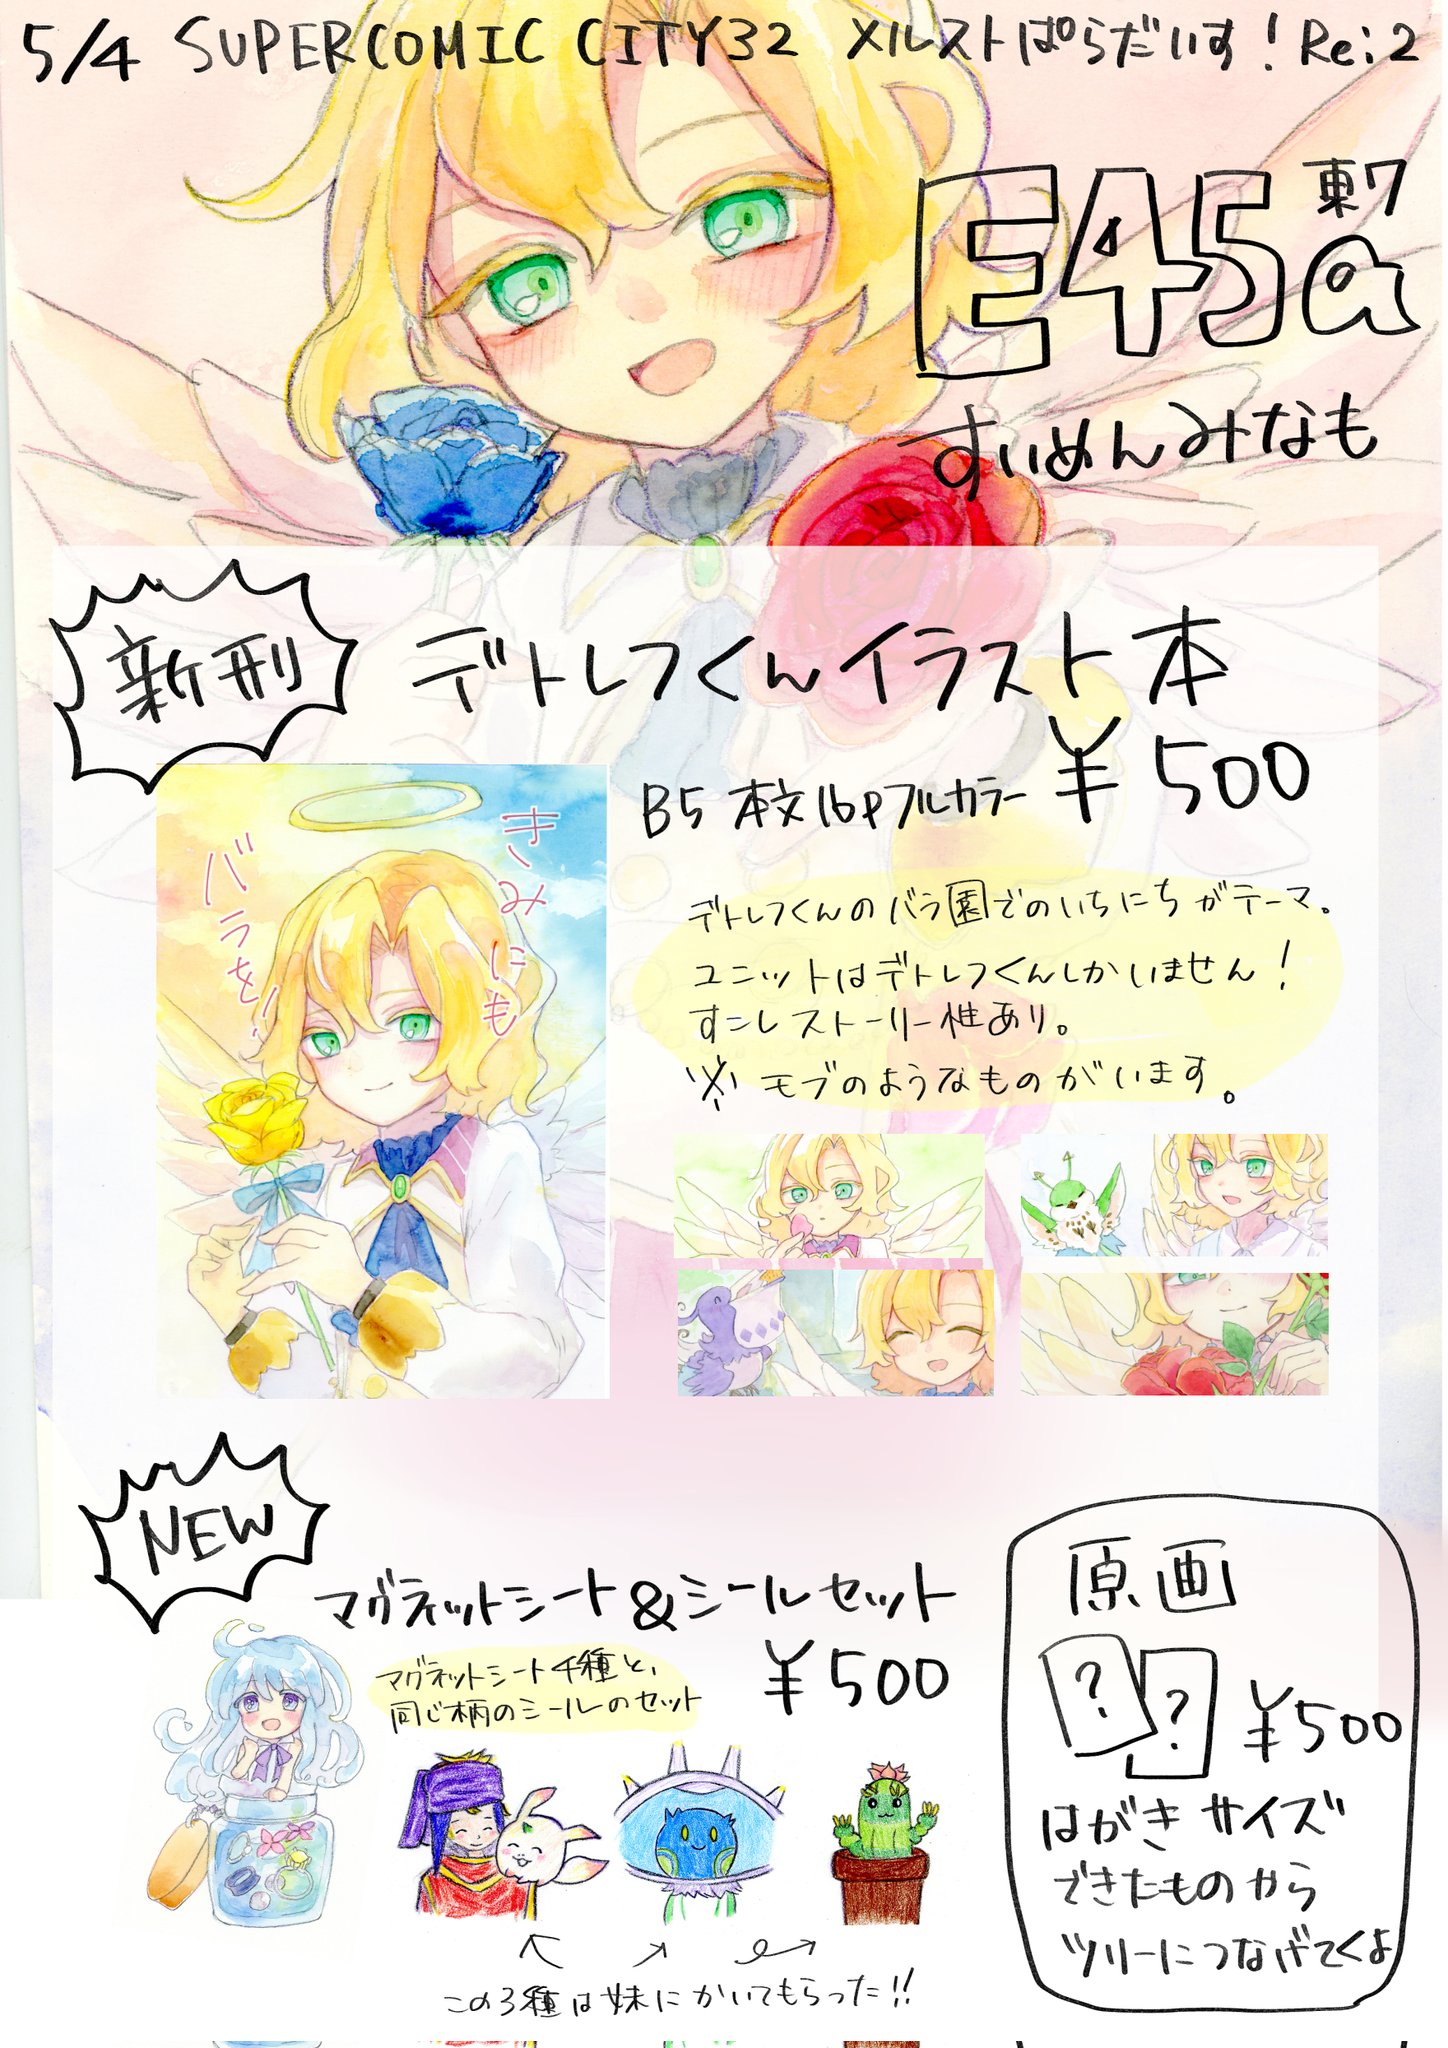 5/4 SUPER COMIC CITY 32 メルストぱらだいす！Re:2
東7
E45a
すいめんみなも
新刊
デトレフくんイラスト本
B5 本文16pフルカラー ¥500
きみにも
バラを！
デトレフくんのバラ園でのいちにちがテーマ。
ユニットはデトレフくんしかいません！
すこしストーリー性あり。
※モブのようなものがいます。
NEW
マグネットシート&シールセット
¥500
マグネットシート4種と、
同じ柄のシールのセット
この3種は妹にかいてもらった!!
原画
? ?
¥500
はがきサイズ
できたものから
ツリーにつなげてくよ